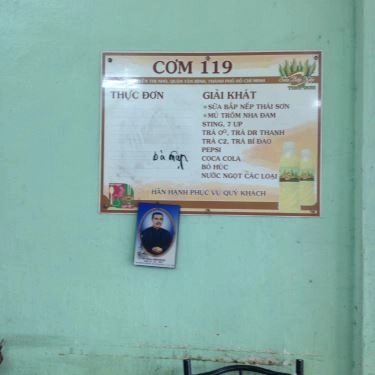 CƠM 119
THỰC ĐƠN
GIẢI KHÁT
*SỮA BẮP NẾP THÁI SƠN
*MỦ TRÔM NHA ĐAM
STING, 7 UP
TRÀ O⁰, TRÀ DR THANH
TRÀ C2, TRÀ BÍ ĐAO
PEPSI
COCA COLA
BÒ HÚC
NƯỚC NGỌT CÁC LOẠI
HÂN HẠNH PHỤC VỤ QUÝ KHÁCH